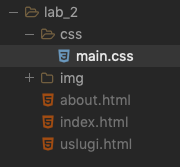 lab_2
css
main.css
img
about.html
index.html
uslugi.html